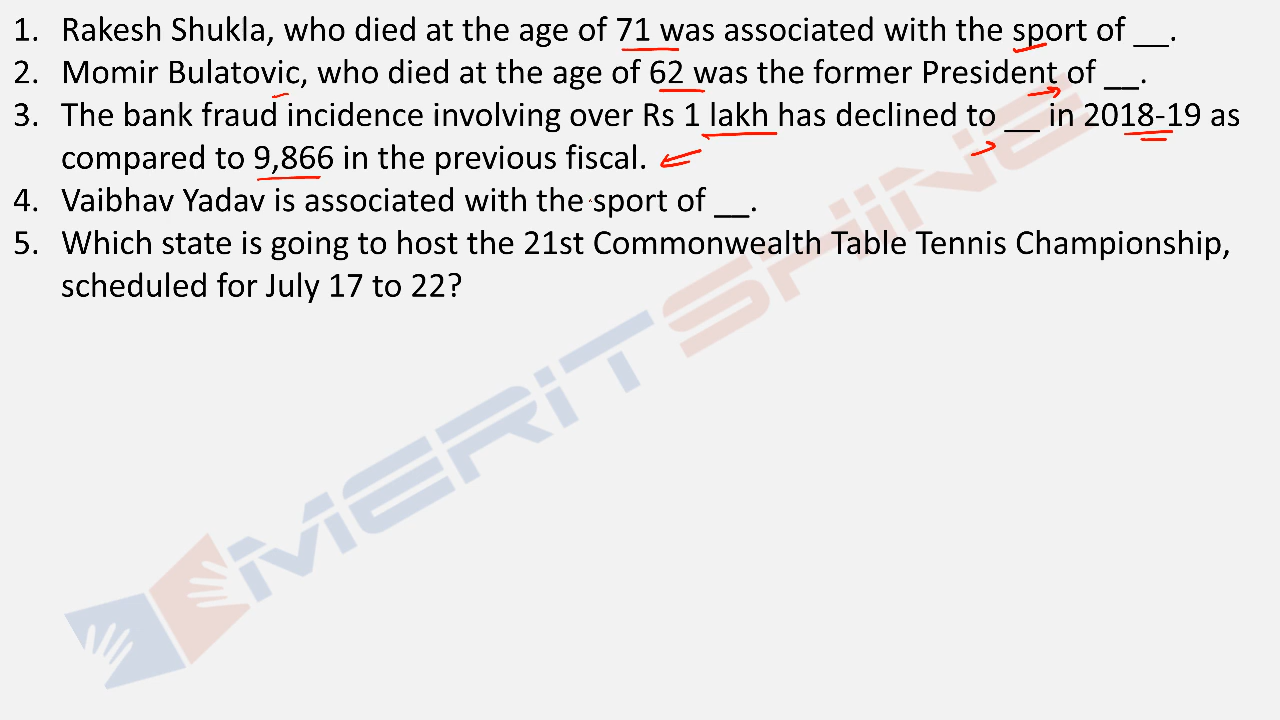 1. Rakesh Shukla, who died at the age of 71 was associated with the sport of __.
2. Momir Bulatovic, who died at the age of 62 was the former President of __.
3. The bank fraud incidence involving over Rs 1 lakh has declined to __ in 2018-19 as
compared to 9,866 in the previous fiscal.
4. Vaibhav Yadav is associated with the sport of __.
5. Which state is going to host the 21st Commonwealth Table Tennis Championship,
scheduled for July 17 to 22?
MERITSHINE